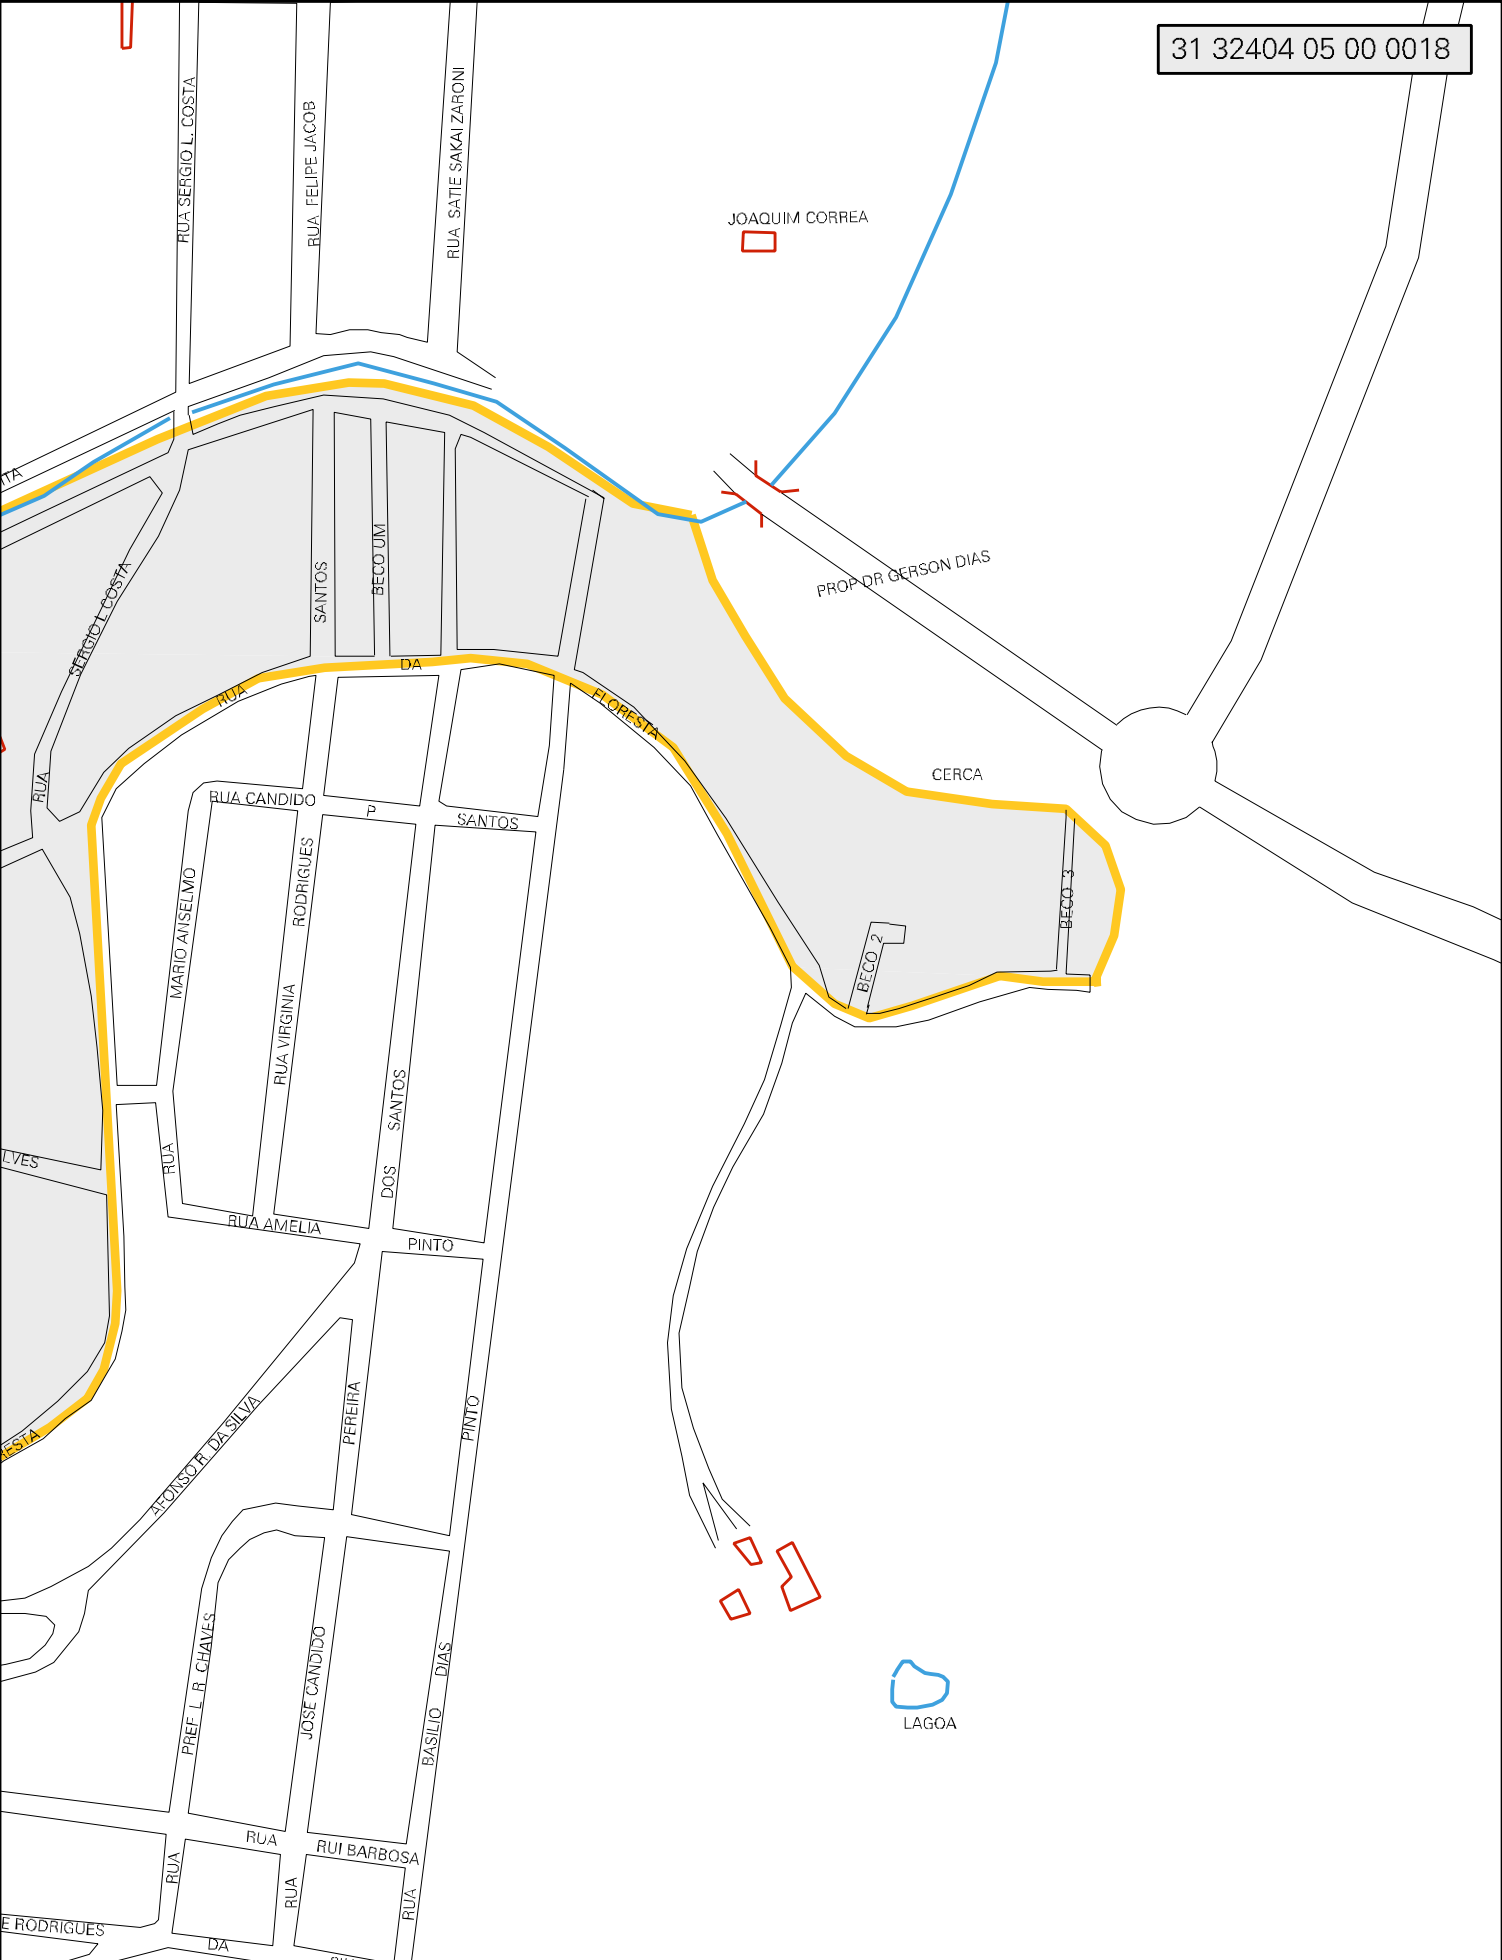 31 32404 05 00 0018
RUA SERGIO L. COSTA
RUA FELIPE JACOB
RUA SATIE SAKAI ZARONI
JOAQUIM CORREA
ITA
SANTOS
BECO UM
PROP DR GERSON DIAS
SERGIO L COSTA
RUA
RUA
DA
FLORESTA
CERCA
RUA CANDIDO
P
SANTOS
MARIO ANSELMO
RUA
RODRIGUES
RUA VIRGINIA
BECO 2
BECO 3
SANTOS
DOS
LVES
RUA AMELIA
PINTO
RESTA
AFONSO R. DA SILVA
PEREIRA
PINTO
PREF L R CHAVES
JOSE CANDIDO
DIAS
BASILIO
LAGOA
RUA
RUI BARBOSA
RUA
RUA
RUA
E RODRIGUES
DA